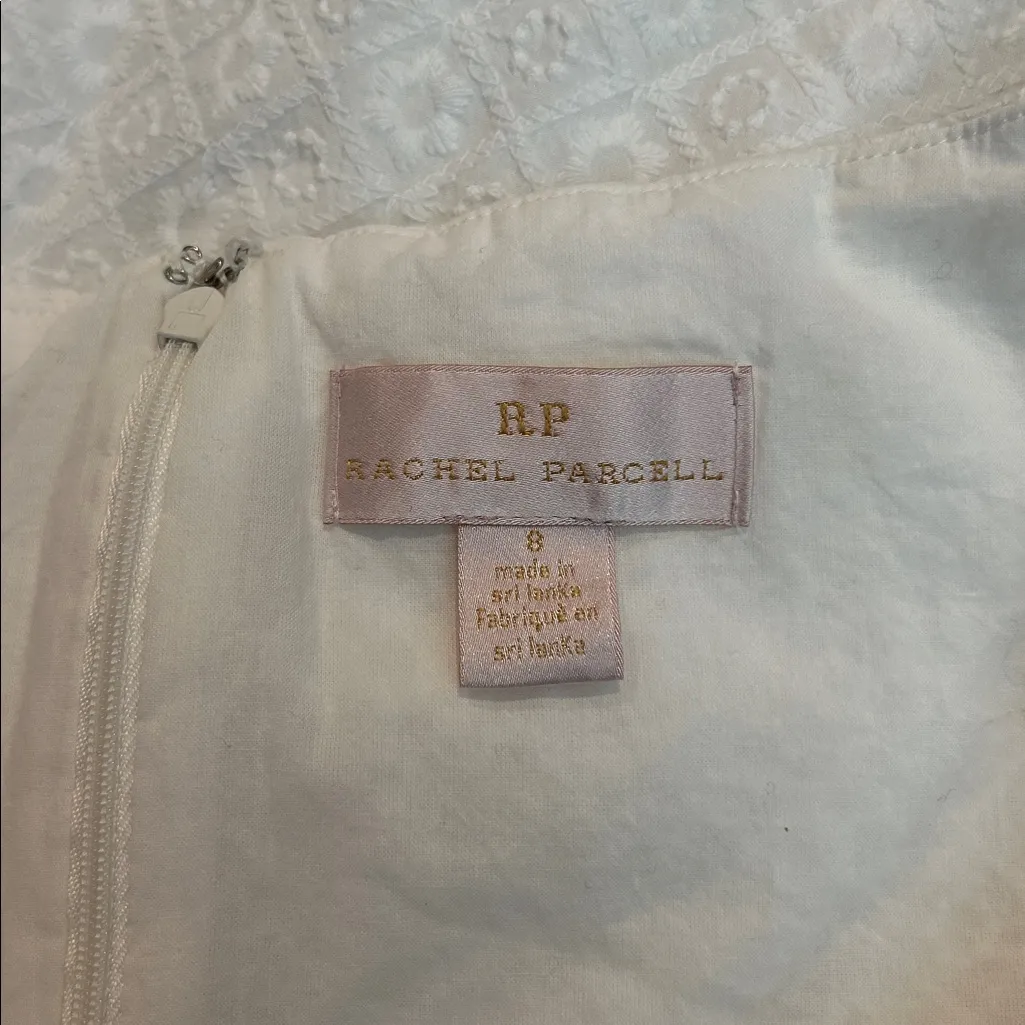 RP
RACHEL PARCELL
8
made in
sri lanka
Fabriqué en
sri lanka